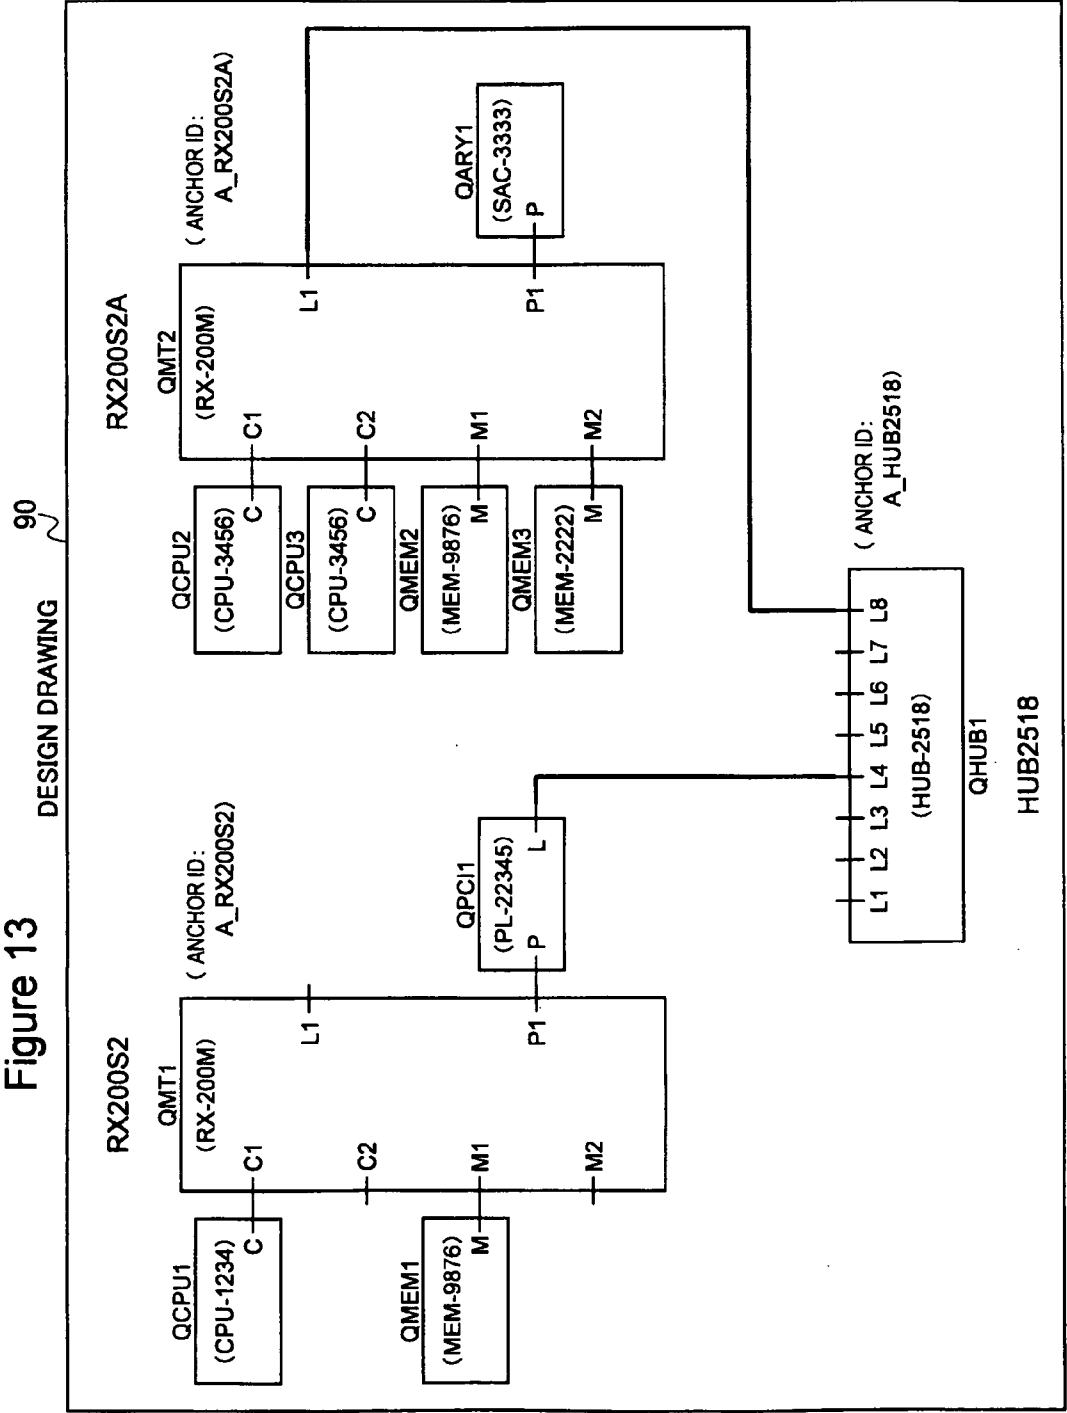 Figure 13
DESIGN DRAWING
90
RX200S2
QMT1
(RX-200M)
(ANCHOR ID:
A_RX200S2)
QCPU1
(CPU-1234)
C
C1
C2
QMEM1
(MEM-9876)
M
M1
M2
L1
P1
QPCI1
(PL-22345)
P
L
RX200S2A
QMT2
(RX-200M)
(ANCHOR ID:
A_RX200S2A)
QCPU2
(CPU-3456)
C
C1
QCPU3
(CPU-3456)
C
C2
QMEM2
(MEM-9876)
M
M1
QMEM3
(MEM-2222)
M
M2
L1
P1
QARY1
(SAC-3333)
P
(ANCHOR ID:
A_HUB2518)
L1 L2 L3 L4 L5 L6 L7 L8
(HUB-2518)
QHUB1
HUB2518